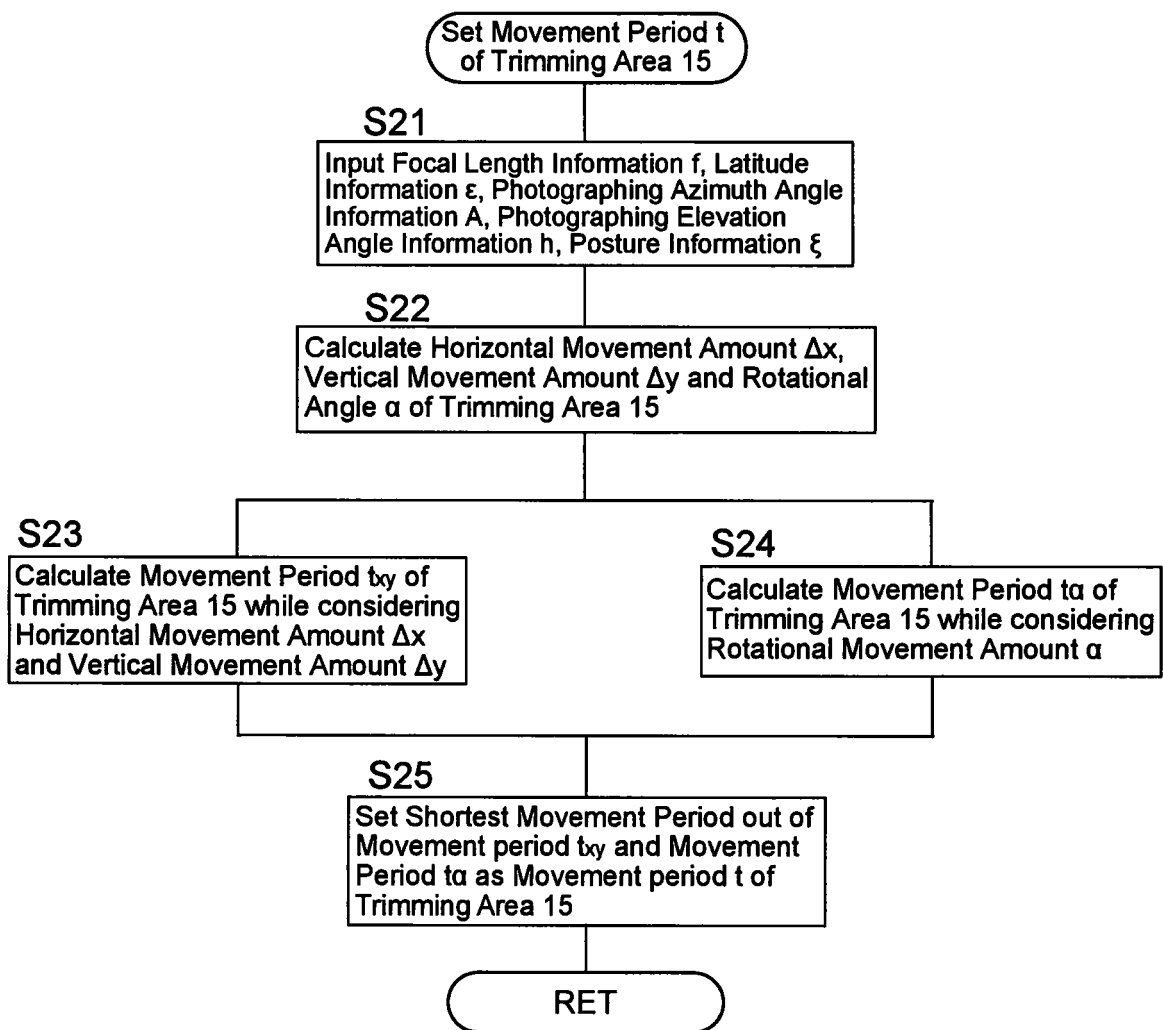 Set Movement Period t
of Trimming Area 15
S21
Input Focal Length Information f, Latitude
Information ε, Photographing Azimuth Angle
Information A, Photographing Elevation
Angle Information h, Posture Information ξ
S22
Calculate Horizontal Movement Amount Δx,
Vertical Movement Amount Δy and Rotational
Angle α of Trimming Area 15
S23
Calculate Movement Period txy of
Trimming Area 15 while considering
Horizontal Movement Amount Δx
and Vertical Movement Amount Δy
S24
Calculate Movement Period tα of
Trimming Area 15 while considering
Rotational Movement Amount α
S25
Set Shortest Movement Period out of
Movement period txy and Movement
Period tα as Movement period t of
Trimming Area 15
RET